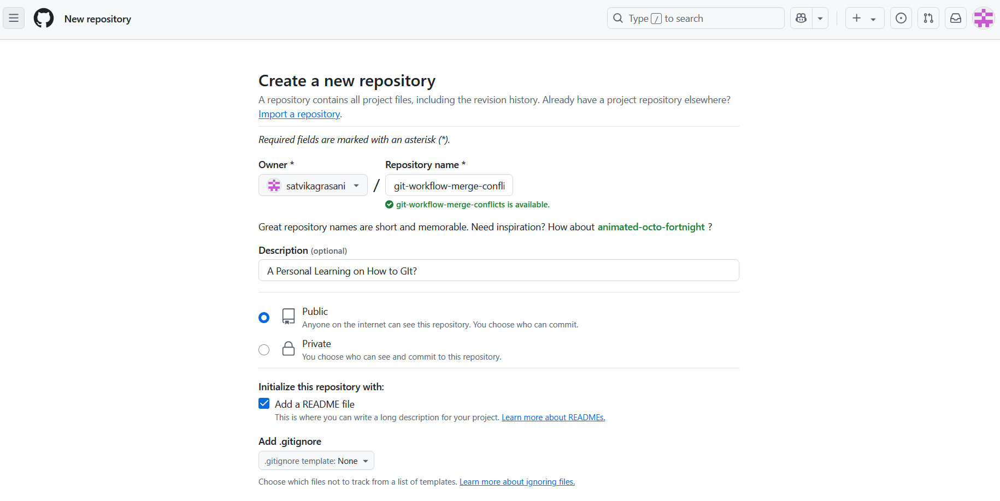 New repository
Type / to search
Create a new repository
A repository contains all project files, including the revision history. Already have a project repository elsewhere?
Import a repository.
Required fields are marked with an asterisk (*).
Owner * Repository name *
satvikagrasani / git-workflow-merge-confli
git-workflow-merge-conflicts is available.
Great repository names are short and memorable. Need inspiration? How about animated-octo-fortnight ?
Description (optional)
A Personal Learning on How to GIt?
Public
Anyone on the internet can see this repository. You choose who can commit.
Private
You choose who can see and commit to this repository.
Initialize this repository with:
Add a README file
This is where you can write a long description for your project. Learn more about READMEs.
Add .gitignore
.gitignore template: None
Choose which files not to track from a list of templates. Learn more about ignoring files.